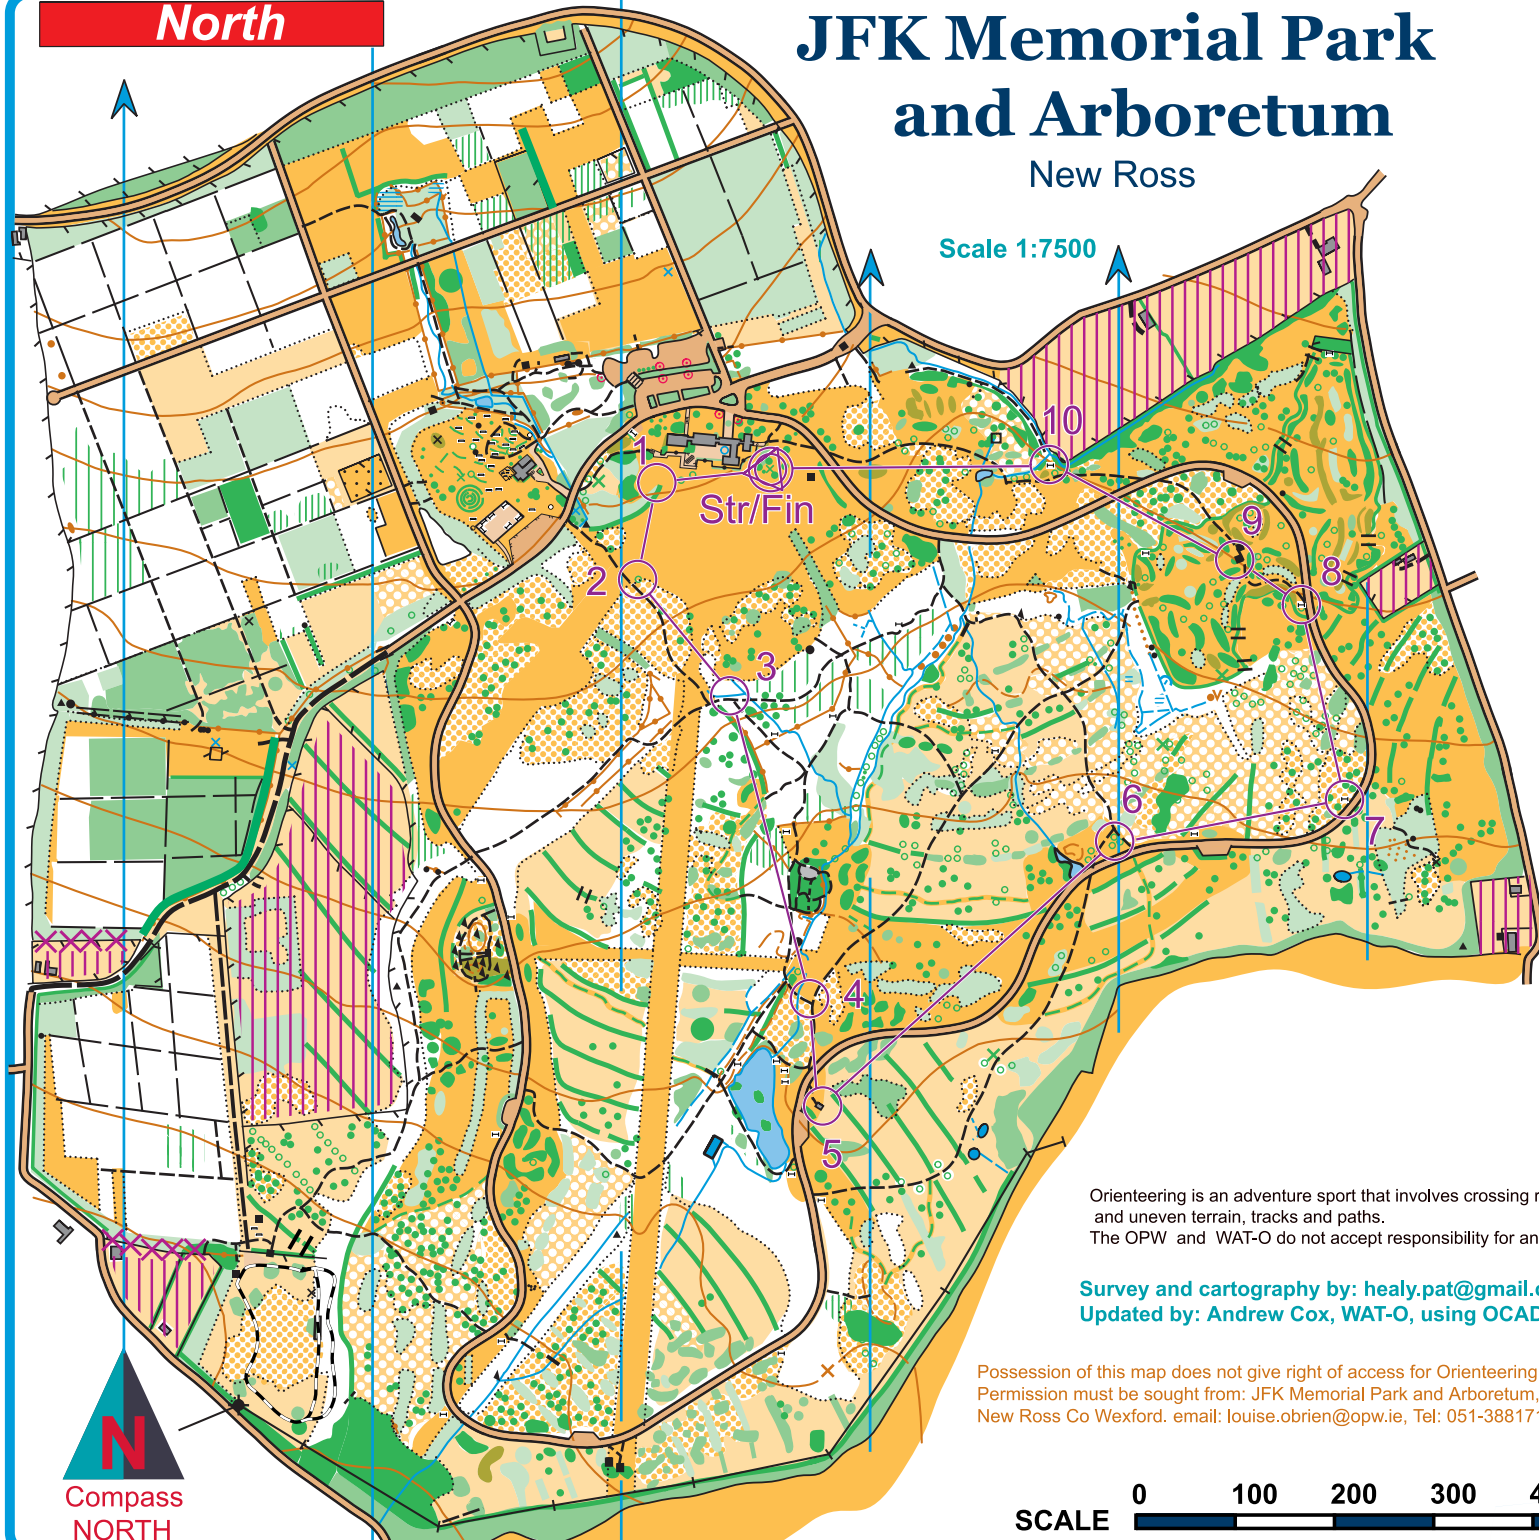 North
JFK Memorial Park
and Arboretum
New Ross
Scale 1:7500
10
1
Str/Fin
9
2
8
3
6
7
4
5
Orienteering is an adventure sport that involves crossing
and uneven terrain, tracks and paths.
The OPW and WAT-O do not accept responsibility for
Survey and cartography by: healy.pat@gmail.
Updated by: Andrew Cox, WAT-O, using OCAD
Possession of this map does not give right of access for Orienteering
Permission must be sought from: JFK Memorial Park and Arboretum,
New Ross Co Wexford. email: louise.obrien@opw.ie, Tel: 051-38817
N
Compass
NORTH
0 100 200 300 4
SCALE